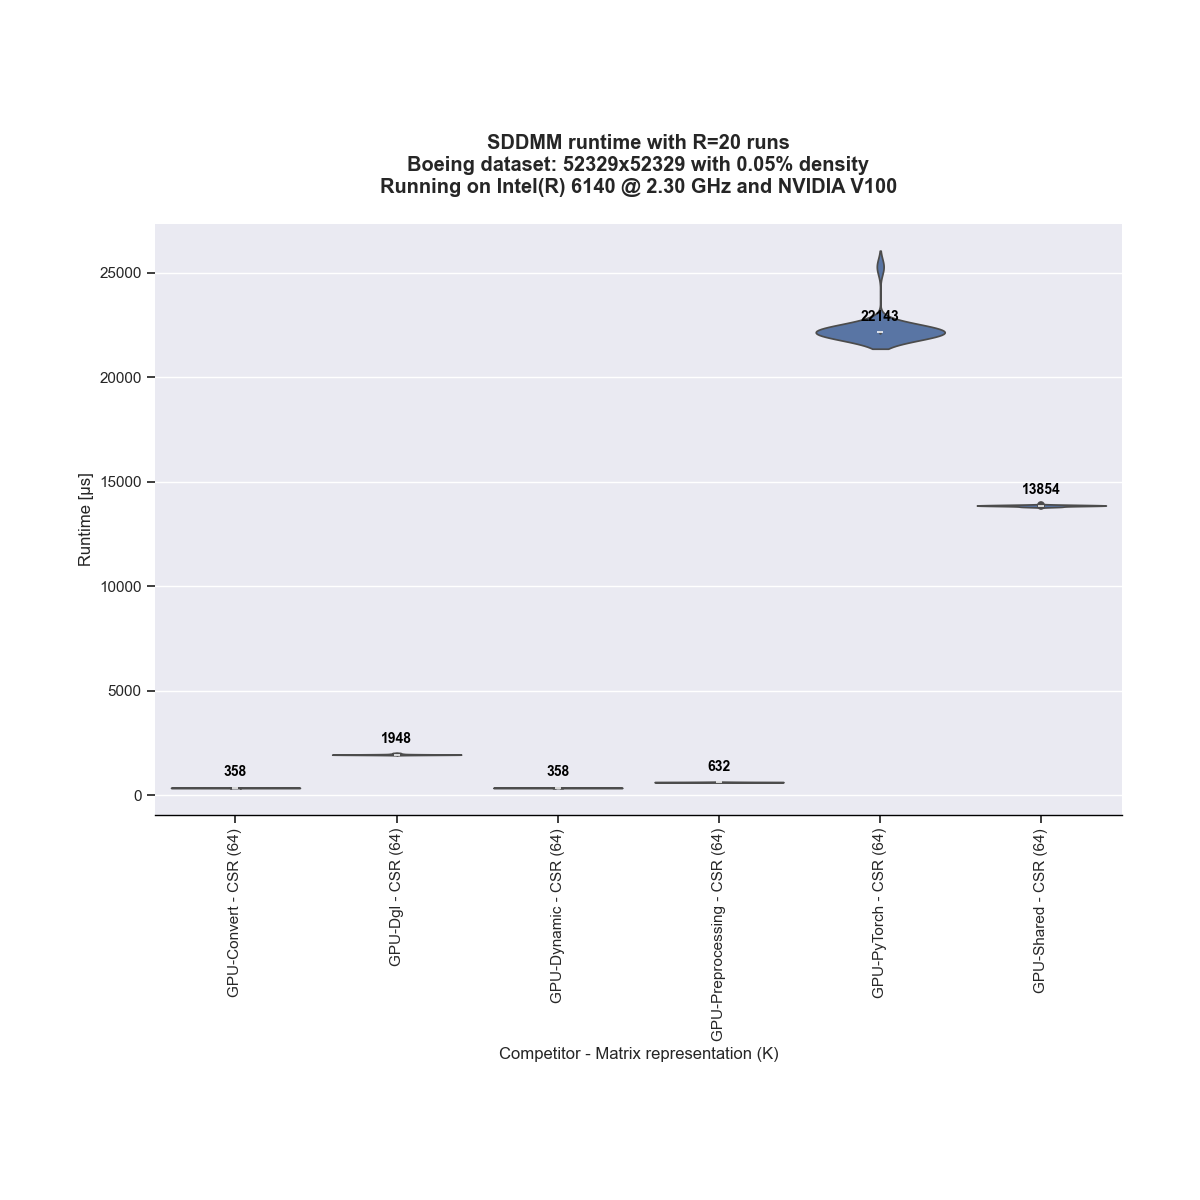 SDDMM runtime with R=20 runs
Boeing dataset: 52329x52329 with 0.05% density
Running on Intel(R) 6140 @ 2.30 GHz and NVIDIA V100
25000
20000
15000
10000
5000
0
Runtime [µs]
358
1948
358
632
22143
13854
GPU-Convert - CSR (64)
GPU-Dgl - CSR (64)
GPU-Dynamic - CSR (64)
GPU-Preprocessing - CSR (64)
GPU-PyTorch - CSR (64)
GPU-Shared - CSR (64)
Competitor - Matrix representation (K)